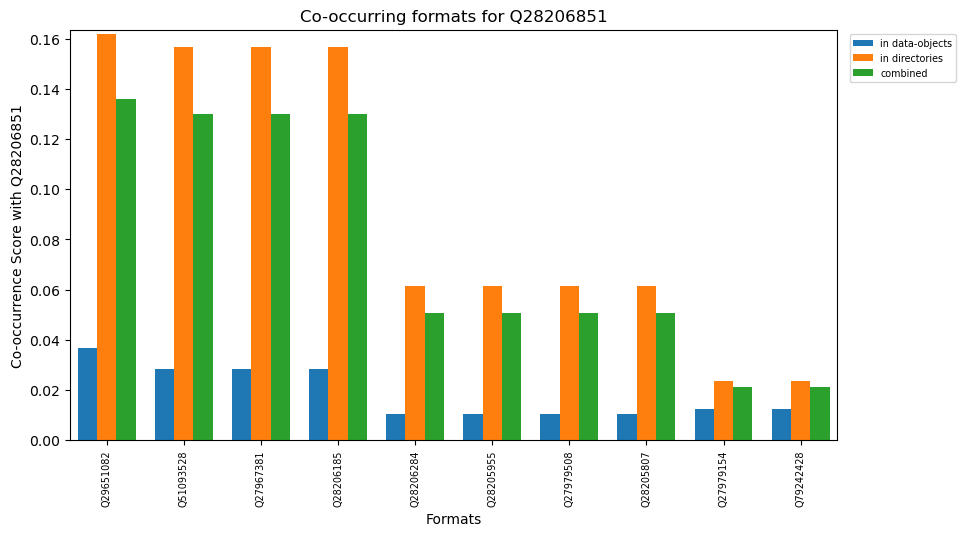 Co-occurring formats for Q28206851
Co-occurrence Score with Q28206851
0.16
0.14
0.12
0.10
0.08
0.06
0.04
0.02
0.00
in data-objects
in directories
combined
Q29651082
Q51093528
Q27967381
Q28206185
Q28206284
Q28205955
Q27979508
Q28205807
Q27979154
Q79242428
Formats